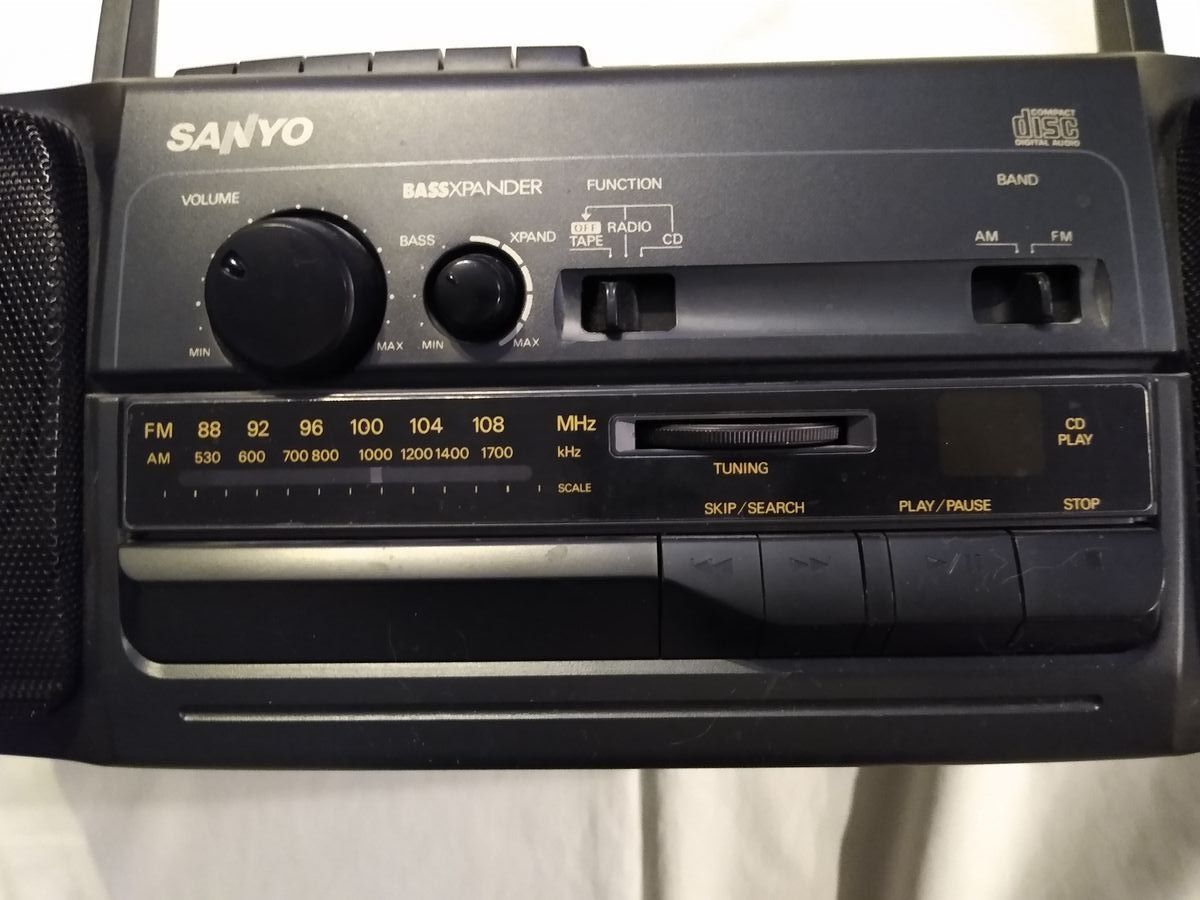 SANYO
COMPACT
disc
DIGITAL AUDIO
VOLUME
MIN
MAX
BASSXPANDER
BASS
XPAND
MIN
MAX
FUNCTION
OFF
TAPE
RADIO
CD
BAND
AM
FM
FM 88 92 96 100 104 108 MHz
AM 530 600 700 800 1000 1200 1400 1700 kHz
SCALE
TUNING
CD
PLAY
SKIP/SEARCH
PLAY/PAUSE
STOP